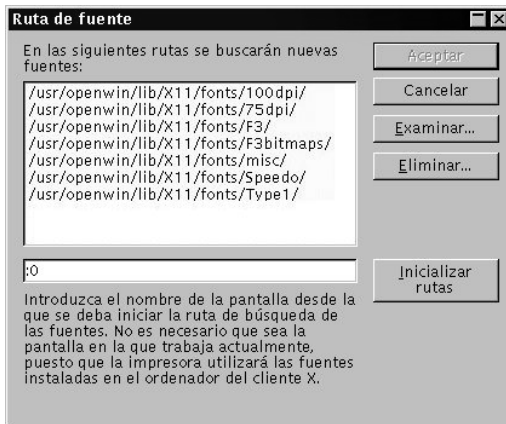 Ruta de fuente
En las siguientes rutas se buscarán nuevas
fuentes:
/usr/openwin/lib/X11/fonts/100dpi/
/usr/openwin/lib/X11/fonts/75dpi/
/usr/openwin/lib/X11/fonts/F3/
/usr/openwin/lib/X11/fonts/F3bitmaps/
/usr/openwin/lib/X11/fonts/misc/
/usr/openwin/lib/X11/fonts/Speedo/
/usr/openwin/lib/X11/fonts/Type1/
Aceptar
Cancelar
Examinar...
Eliminar...
:0
Inicializar
rutas
Introduzca el nombre de la pantalla desde la
que se deba iniciar la ruta de búsqueda de
las fuentes. No es necesario que sea la
pantalla en la que trabaja actualmente,
puesto que la impresora utilizará las fuentes
instaladas en el ordenador del cliente X.